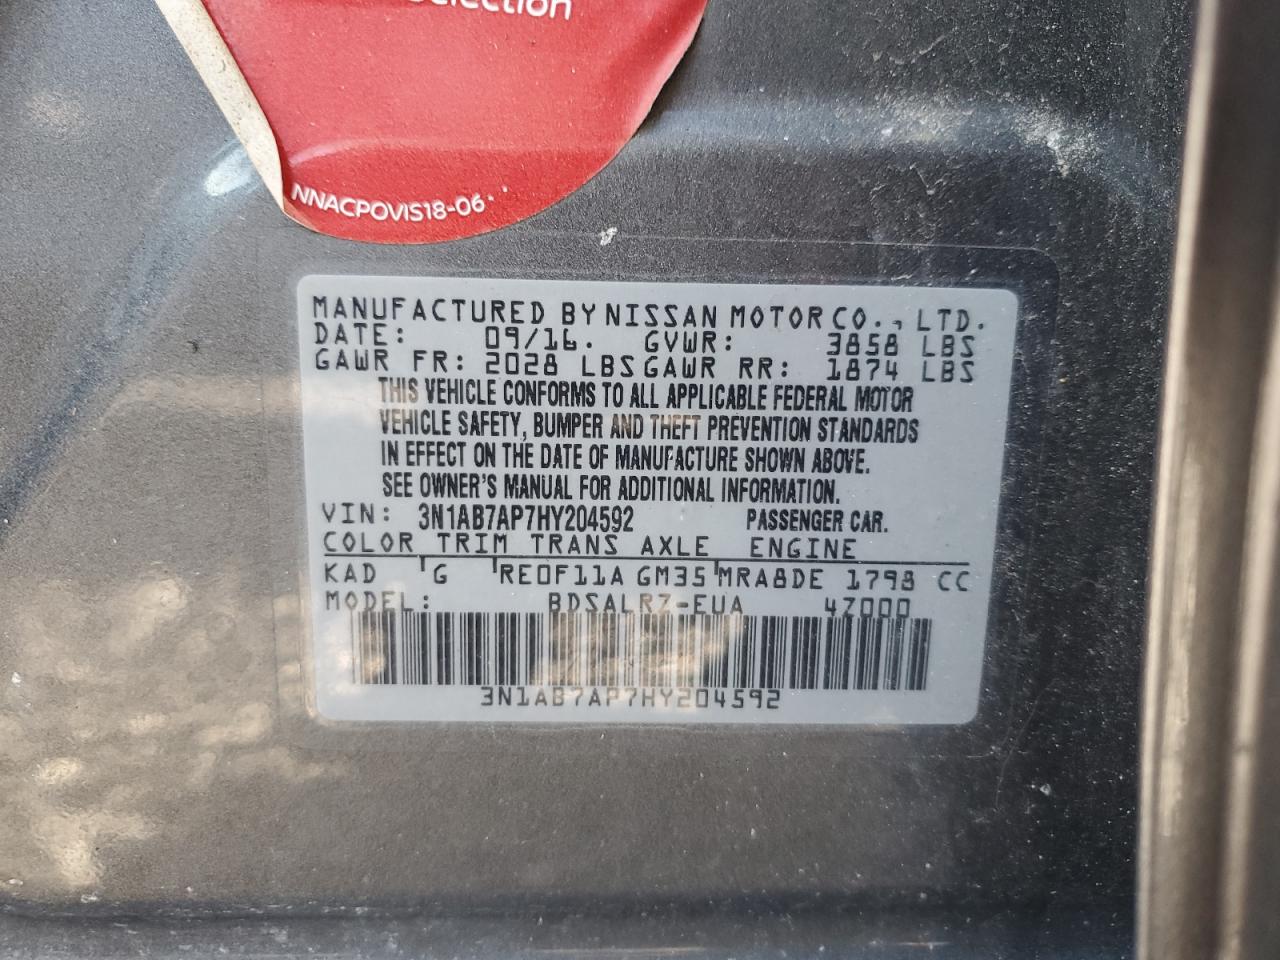 election
NNACPOVIS18-06
MANUFACTURED BY NISSAN MOTOR CO., LTD.
DATE: 09/16. GVWR: 3858 LBS
GAWR FR: 2028 LBS GAWR RR: 1874 LBS
THIS VEHICLE CONFORMS TO ALL APPLICABLE FEDERAL MOTOR
VEHICLE SAFETY, BUMPER AND THEFT PREVENTION STANDARDS
IN EFFECT ON THE DATE OF MANUFACTURE SHOWN ABOVE.
SEE OWNER'S MANUAL FOR ADDITIONAL INFORMATION.
VIN: 3N1AB7AP7HY204592 PASSENGER CAR.
COLOR TRIM TRANS AXLE ENGINE
KAD G RE0F11A GM35 MRA8DE 1798 CC
MODEL: BDSALRZ-EUA 4Z000
3N1AB7AP7HY204592